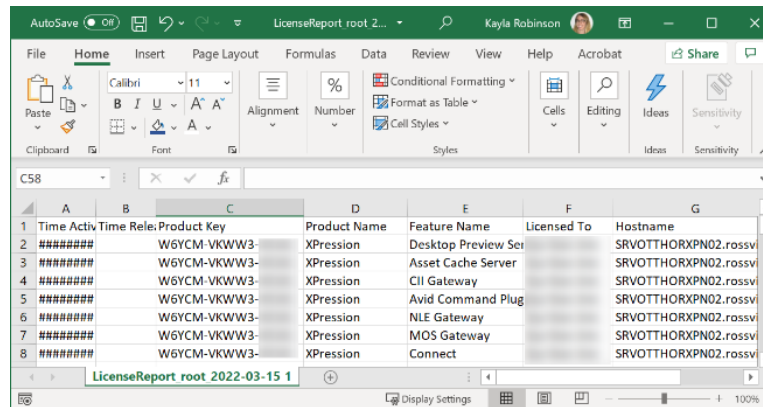 AutoSave Off LicenseReport_root_2... Kayla Robinson
File Home Insert Page Layout Formulas Data Review View Help Acrobat Share
Paste Calibri 11 B I U A A A Alignment % Number Conditional Formatting Format as Table Cell Styles Cells Editing Ideas Sensitivity
Clipboard Font Styles Ideas Sensitivity
C58 fx
A B C D E F G
1 Time Activ Time Rele Product Key Product Name Feature Name Licensed To Hostname
2 ######## W6YCM-VKWW3- XPression Desktop Preview Ser SRVOTTHORXPN02.rossvi
3 ######## W6YCM-VKWW3- XPression Asset Cache Server SRVOTTHORXPN02.rossvi
4 ######## W6YCM-VKWW3- XPression CII Gateway SRVOTTHORXPN02.rossvi
5 ######## W6YCM-VKWW3- XPression Avid Command Plug SRVOTTHORXPN02.rossvi
6 ######## W6YCM-VKWW3- XPression NLE Gateway SRVOTTHORXPN02.rossvi
7 ######## W6YCM-VKWW3- XPression MOS Gateway SRVOTTHORXPN02.rossvi
8 ######## W6YCM-VKWW3- XPression Connect SRVOTTHORXPN02.rossvi
LicenseReport_root_2022-03-15 1
Display Settings 100%